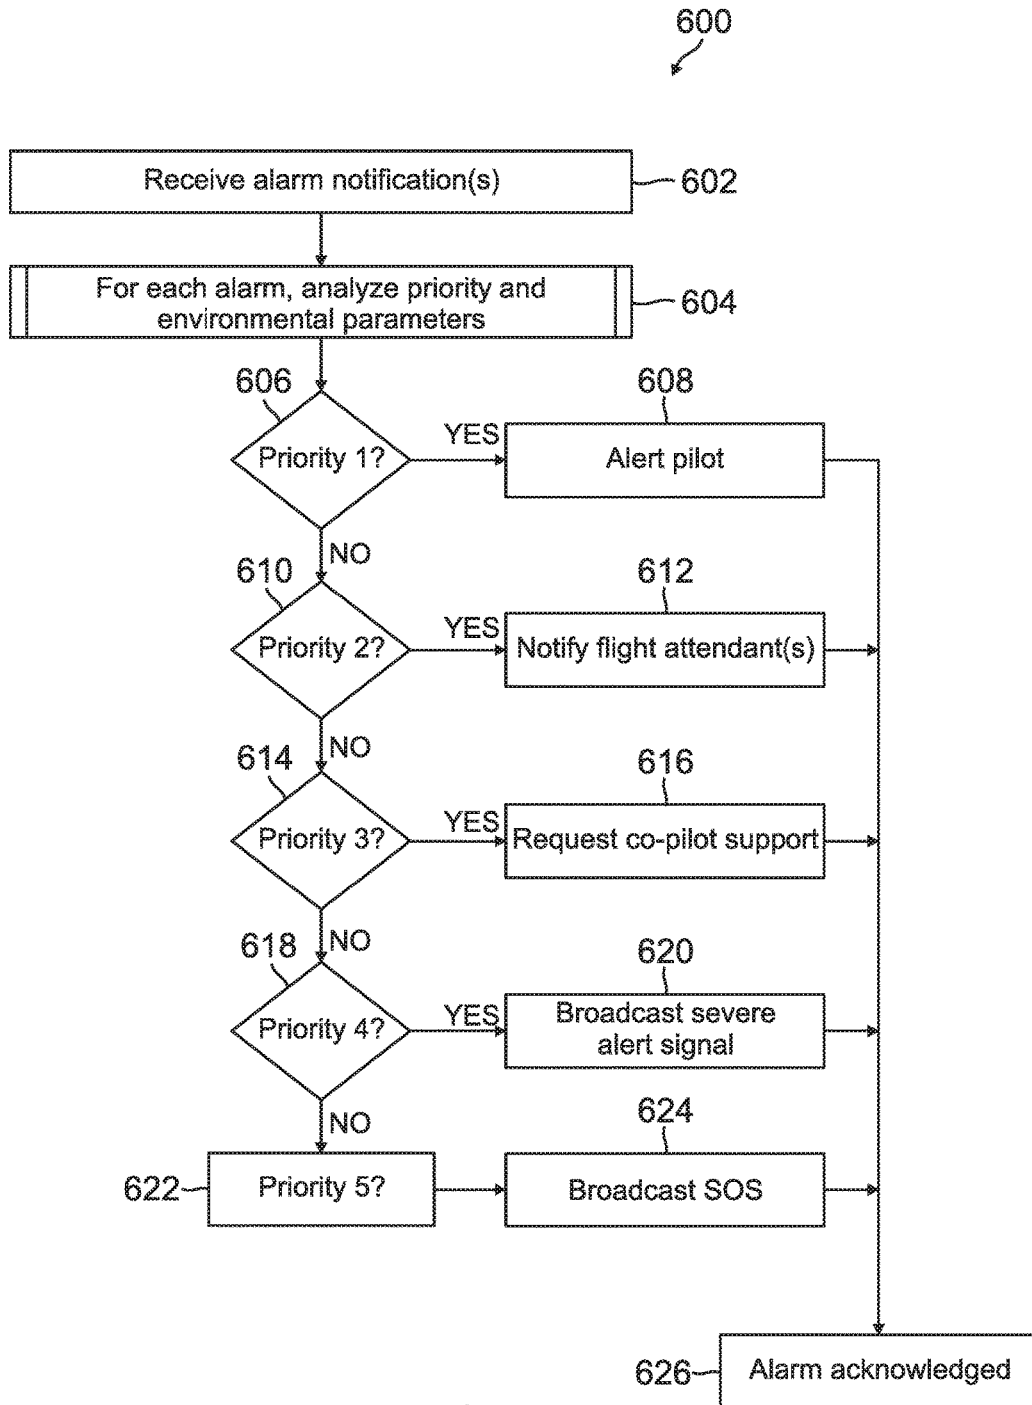 600
Receive alarm notification(s)
602
For each alarm, analyze priority and
environmental parameters
604
606
Priority 1?
YES
608
Alert pilot
NO
610
Priority 2?
YES
612
Notify flight attendant(s)
NO
614
Priority 3?
YES
616
Request co-pilot support
NO
618
Priority 4?
YES
620
Broadcast severe
alert signal
NO
622
Priority 5?
624
Broadcast SOS
626
Alarm acknowledged